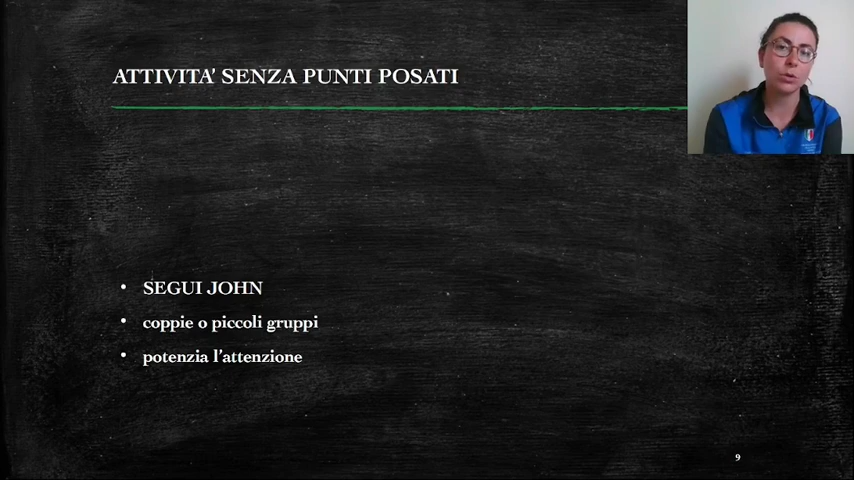 ATTIVITA’ SENZA PUNTI POSATI
• SEGUI JOHN
• coppie o piccoli gruppi
• potenzia l’attenzione
9